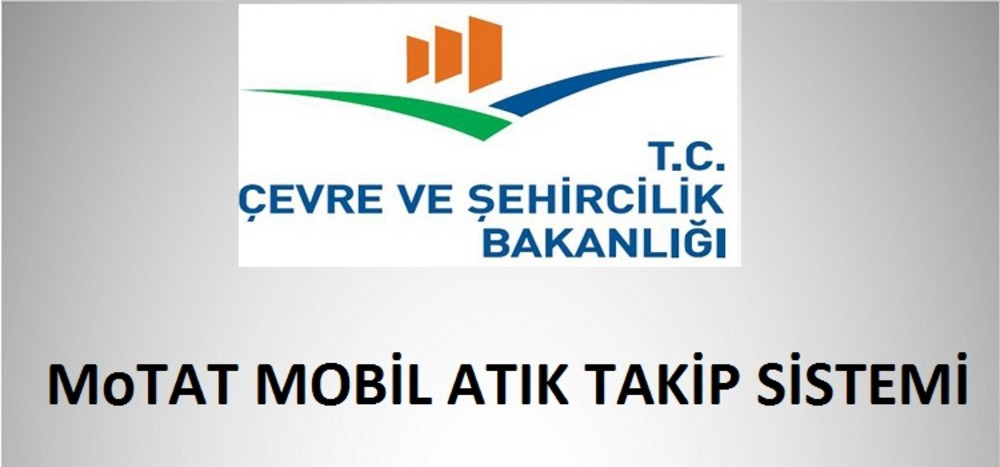 T.C.
ÇEVRE VE ŞEHİRCİLİK
BAKANLIĞI
MoTAT MOBİL ATIK TAKİP SİSTEMİ